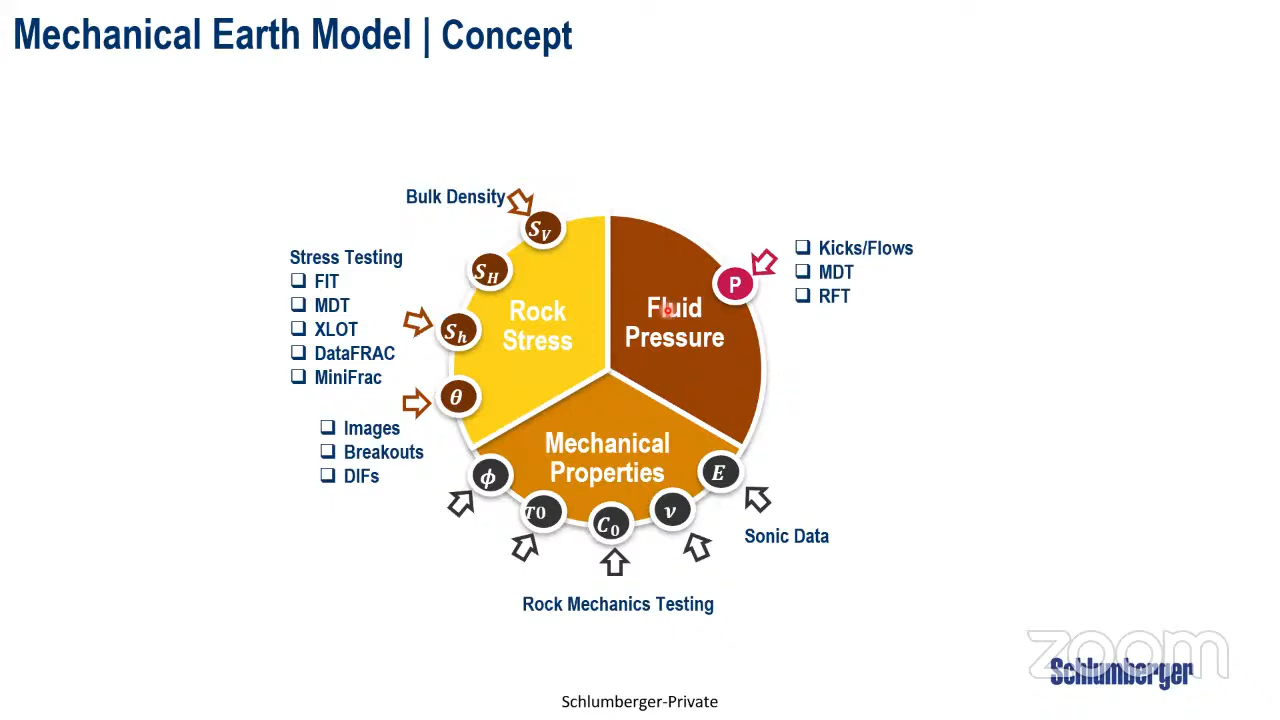 Mechanical Earth Model | Concept
Bulk Density
Stress Testing
❑ FIT
❑ MDT
❑ XLOT
❑ DataFRAC
❑ MiniFrac
❑ Images
❑ Breakouts
❑ DIFs
S_V
S_H
S_h
θ
Rock
Stress
Fluid
Pressure
P
❑ Kicks/Flows
❑ MDT
❑ RFT
Mechanical
Properties
ϕ
T0
C_0
ν
E
Sonic Data
Rock Mechanics Testing
zoom
Schlumberger
Schlumberger-Private